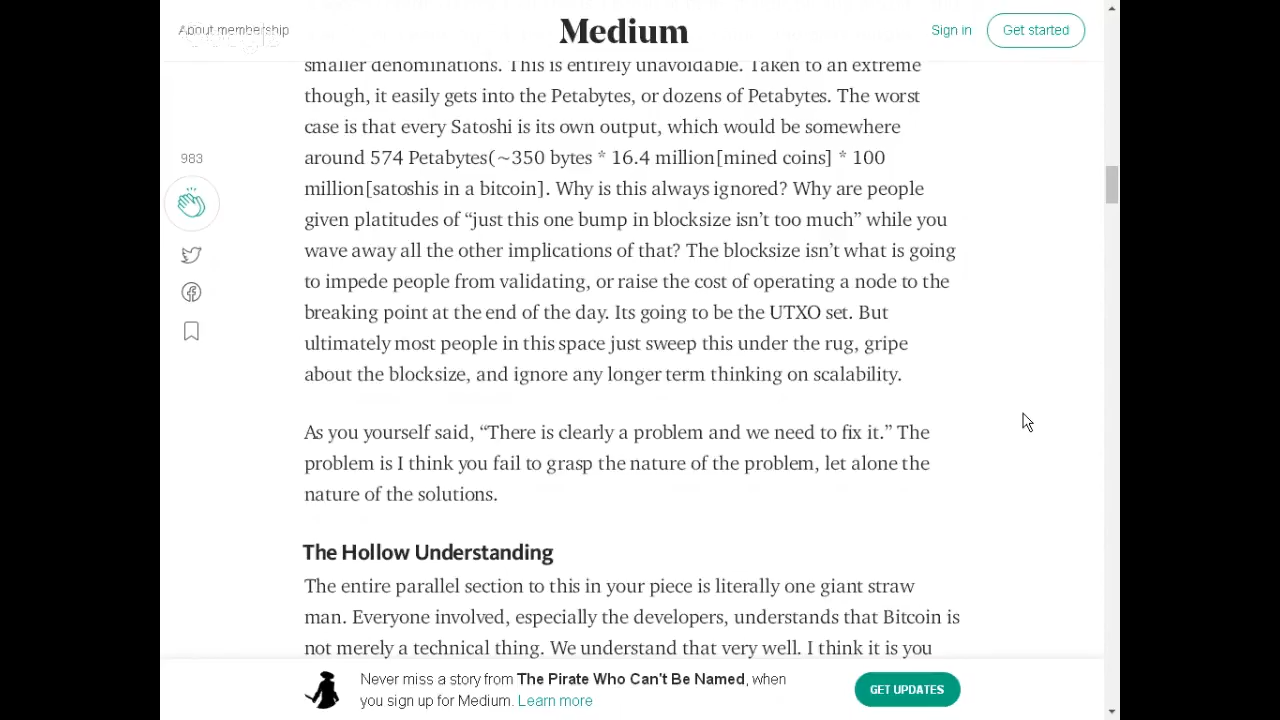 About membership
Google
Medium
Sign in
Get started
smaller denominations. This is entirely unavoidable. Taken to an extreme
though, it easily gets into the Petabytes, or dozens of Petabytes. The worst
case is that every Satoshi is its own output, which would be somewhere
around 574 Petabytes(~350 bytes * 16.4 million[mined coins] * 100
million[satoshis in a bitcoin]. Why is this always ignored? Why are people
given platitudes of “just this one bump in blocksize isn’t too much” while you
wave away all the other implications of that? The blocksize isn’t what is going
to impede people from validating, or raise the cost of operating a node to the
breaking point at the end of the day. Its going to be the UTXO set. But
ultimately most people in this space just sweep this under the rug, gripe
about the blocksize, and ignore any longer term thinking on scalability.
983
As you yourself said, “There is clearly a problem and we need to fix it.” The
problem is I think you fail to grasp the nature of the problem, let alone the
nature of the solutions.
The Hollow Understanding
The entire parallel section to this in your piece is literally one giant straw
man. Everyone involved, especially the developers, understands that Bitcoin is
not merely a technical thing. We understand that very well. I think it is you
Never miss a story from The Pirate Who Can't Be Named, when
you sign up for Medium. Learn more
GET UPDATES